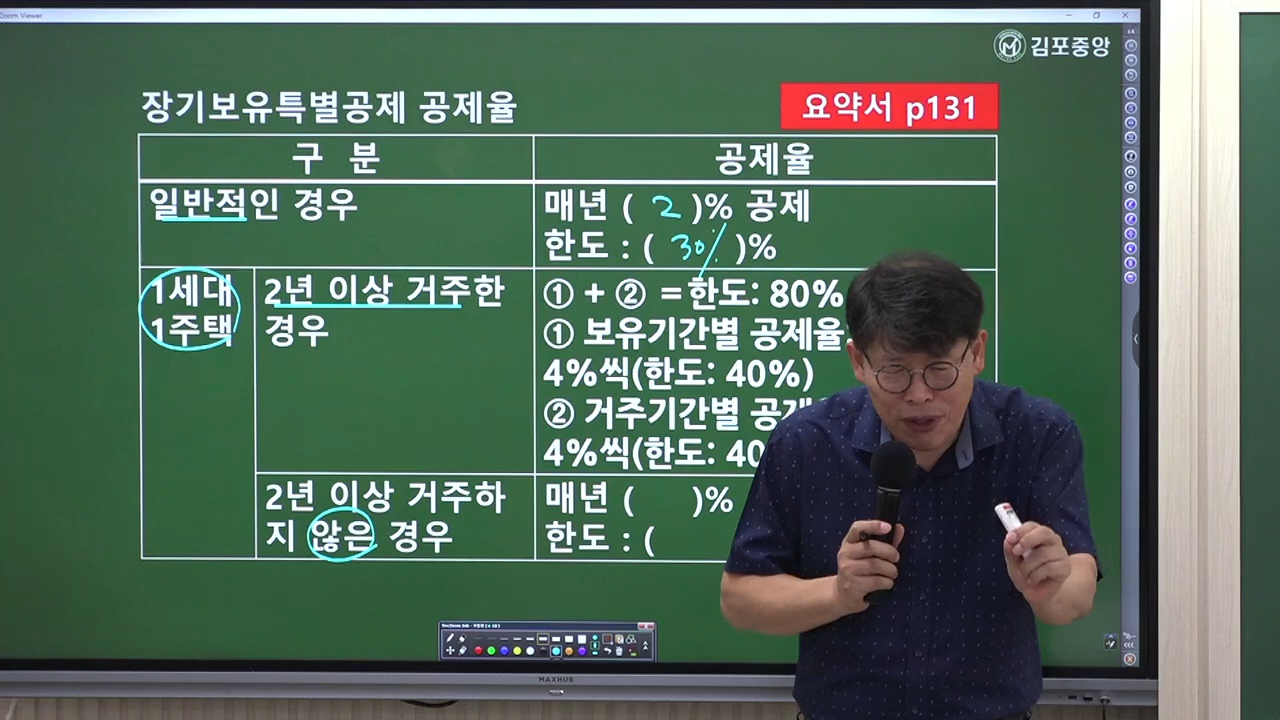 Zoom Viewer
김포중앙
장기보유특별공제 공제율
요약서 p131
구 분
공제율
일반적인 경우
매년 ( 2 )% 공제
한도 : ( 30% )%
1세대
1주택
2년 이상 거주한
경우
① + ② =한도: 80%
① 보유기간별 공제율
4%씩(한도: 40%)
② 거주기간별
4%씩(한도: 40
2년 이상 거주하
지 않은 경우
매년 ( )%
한도 : (
MAXHUB